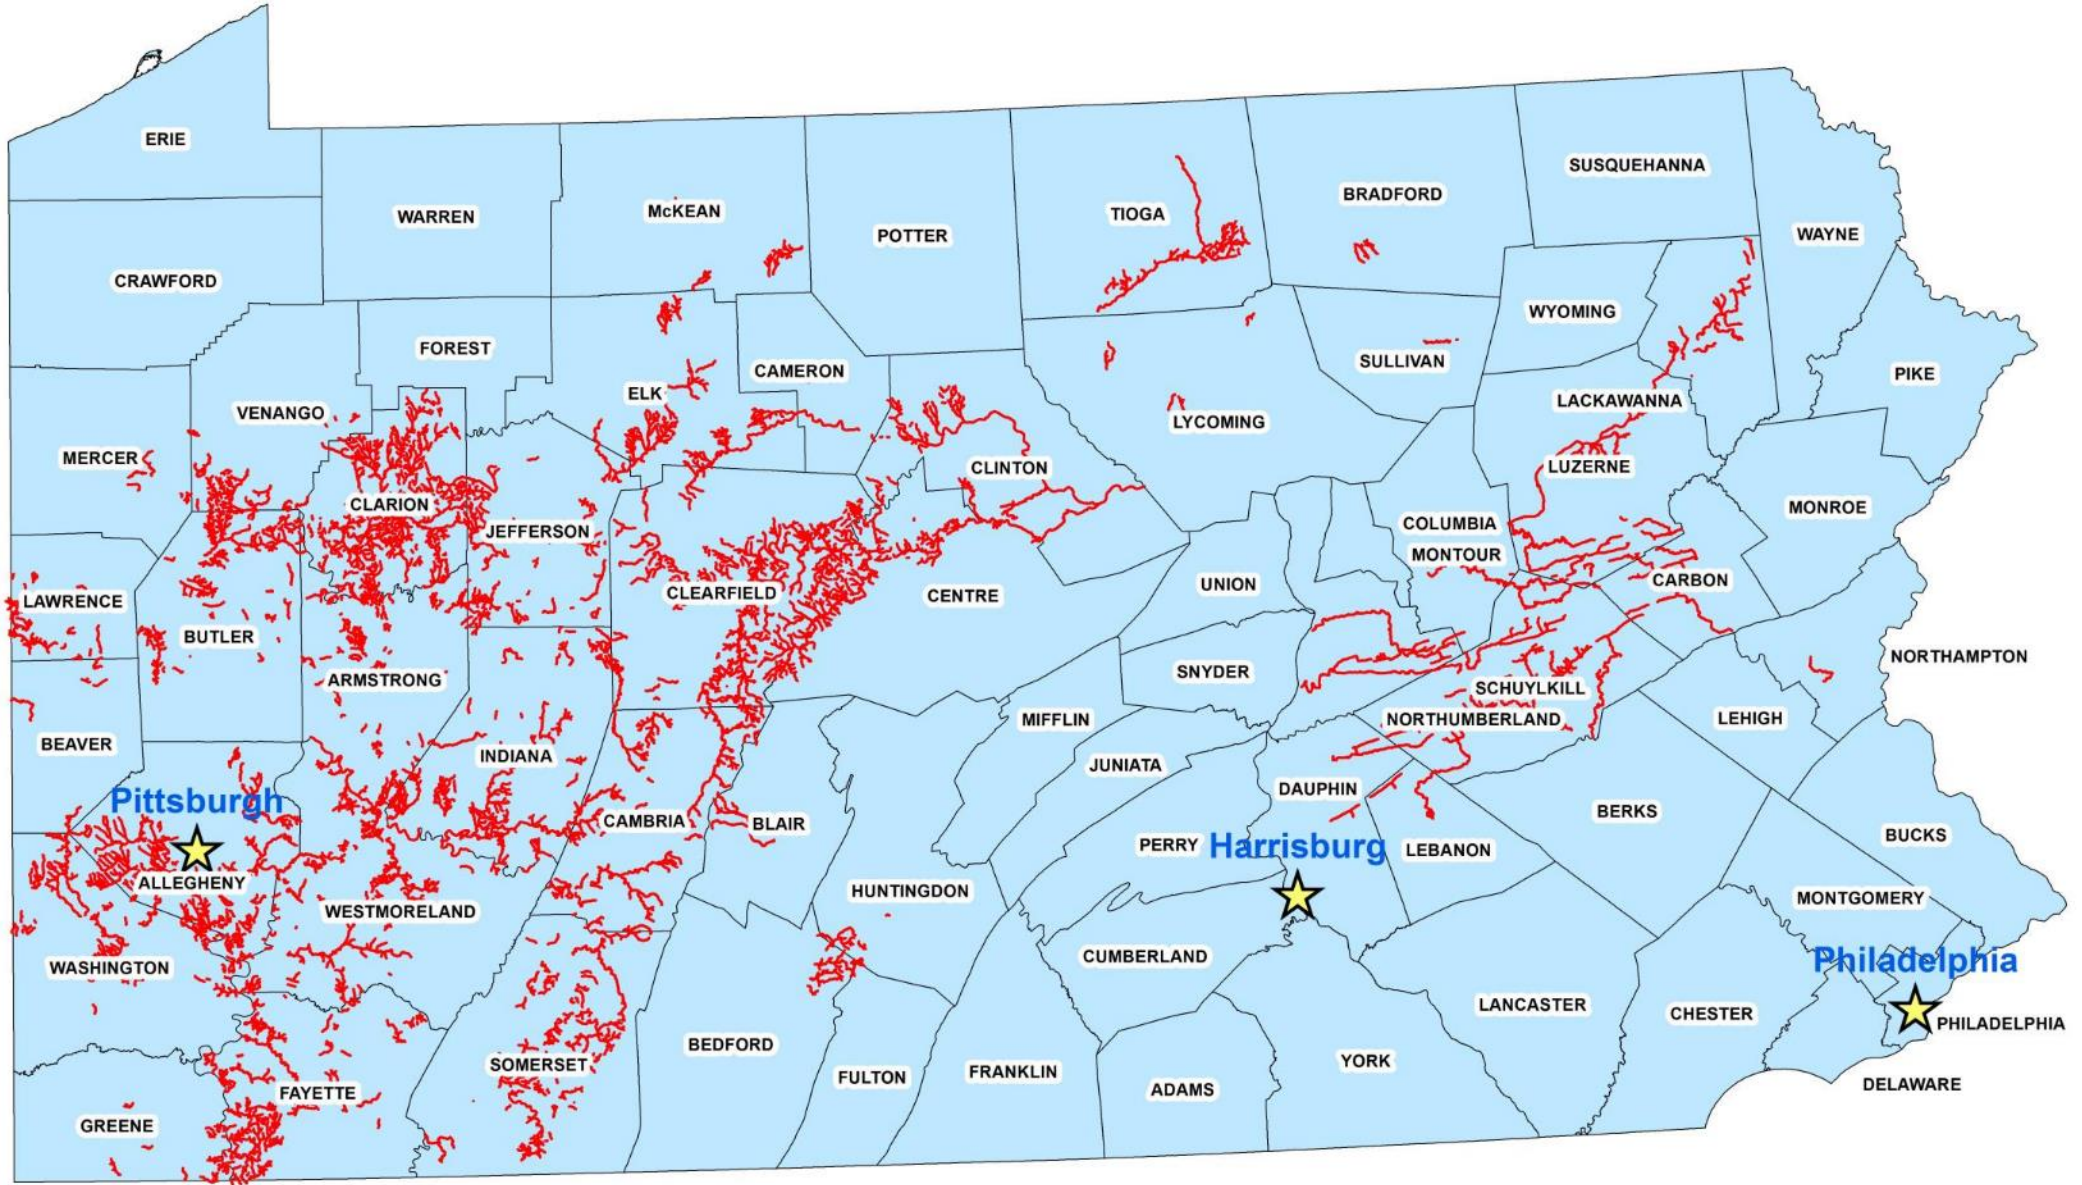 ERIE
SUSQUEHANNA
BRADFORD
McKEAN
TIOGA
WARREN
POTTER
WAYNE
CRAWFORD
WYOMING
FOREST
SULLIVAN
CAMERON
PIKE
ELK
LACKAWANNA
VENANGO
LYCOMING
MERCER
CLINTON
LUZERNE
CLARION
MONROE
COLUMBIA
JEFFERSON
MONTOUR
CARBON
UNION
CLEARFIELD
CENTRE
LAWRENCE
BUTLER
NORTHAMPTON
SNYDER
ARMSTRONG
SCHUYLKILL
MIFFLIN
NORTHUMBERLAND
LEHIGH
BEAVER
INDIANA
JUNIATA
DAUPHIN
Pittsburgh
BERKS
CAMBRIA
BLAIR
BUCKS
PERRY
Harrisburg
LEBANON
ALLEGHENY
HUNTINGDON
MONTGOMERY
WESTMORELAND
CUMBERLAND
Philadelphia
WASHINGTON
LANCASTER
CHESTER
PHILADELPHIA
BEDFORD
YORK
SOMERSET
FRANKLIN
FULTON
DELAWARE
ADAMS
FAYETTE
GREENE